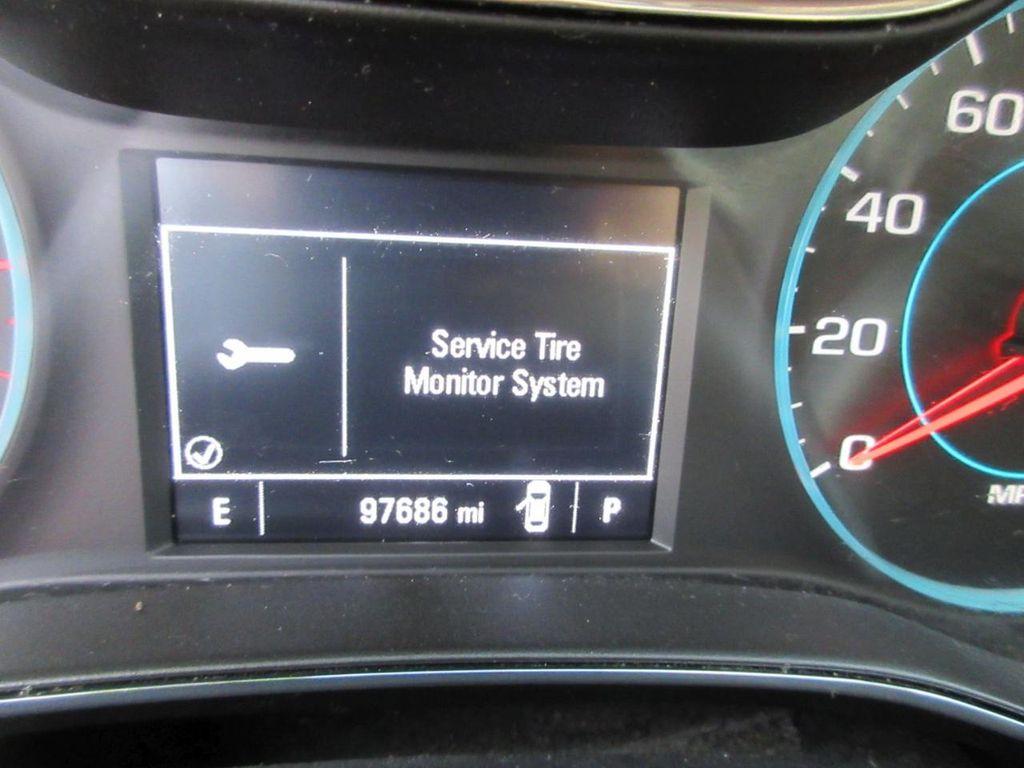 Service Tire
Monitor System
E
97686 mi
P
60
40
20
0